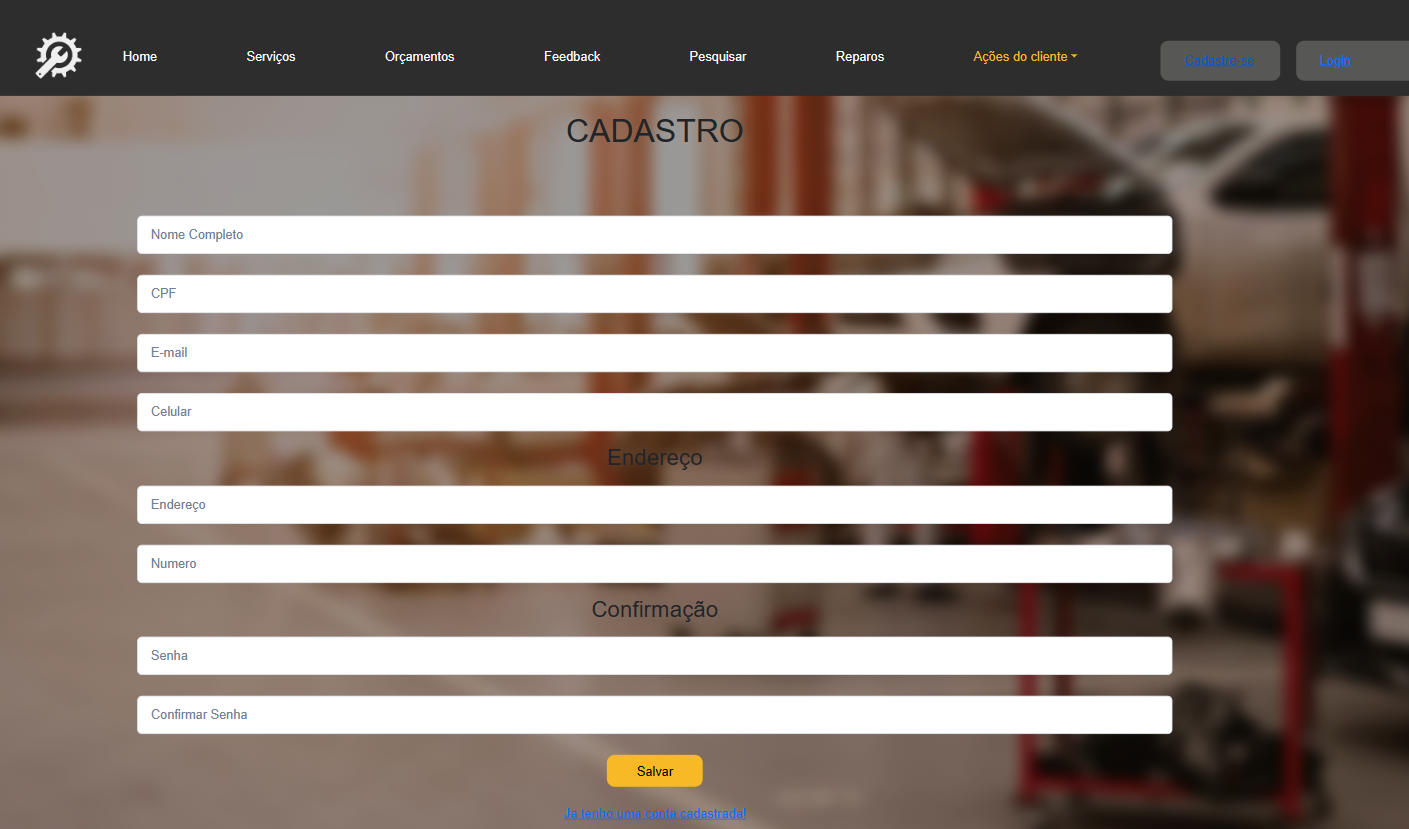 Home Serviços Orçamentos Feedback Pesquisar Reparos Ações do cliente Cadastre-se Login
CADASTRO
Nome Completo
CPF
E-mail
Celular
Endereço
Endereço
Numero
Confirmação
Senha
Confirmar Senha
Salvar
Ja tenho uma conta cadastrada!